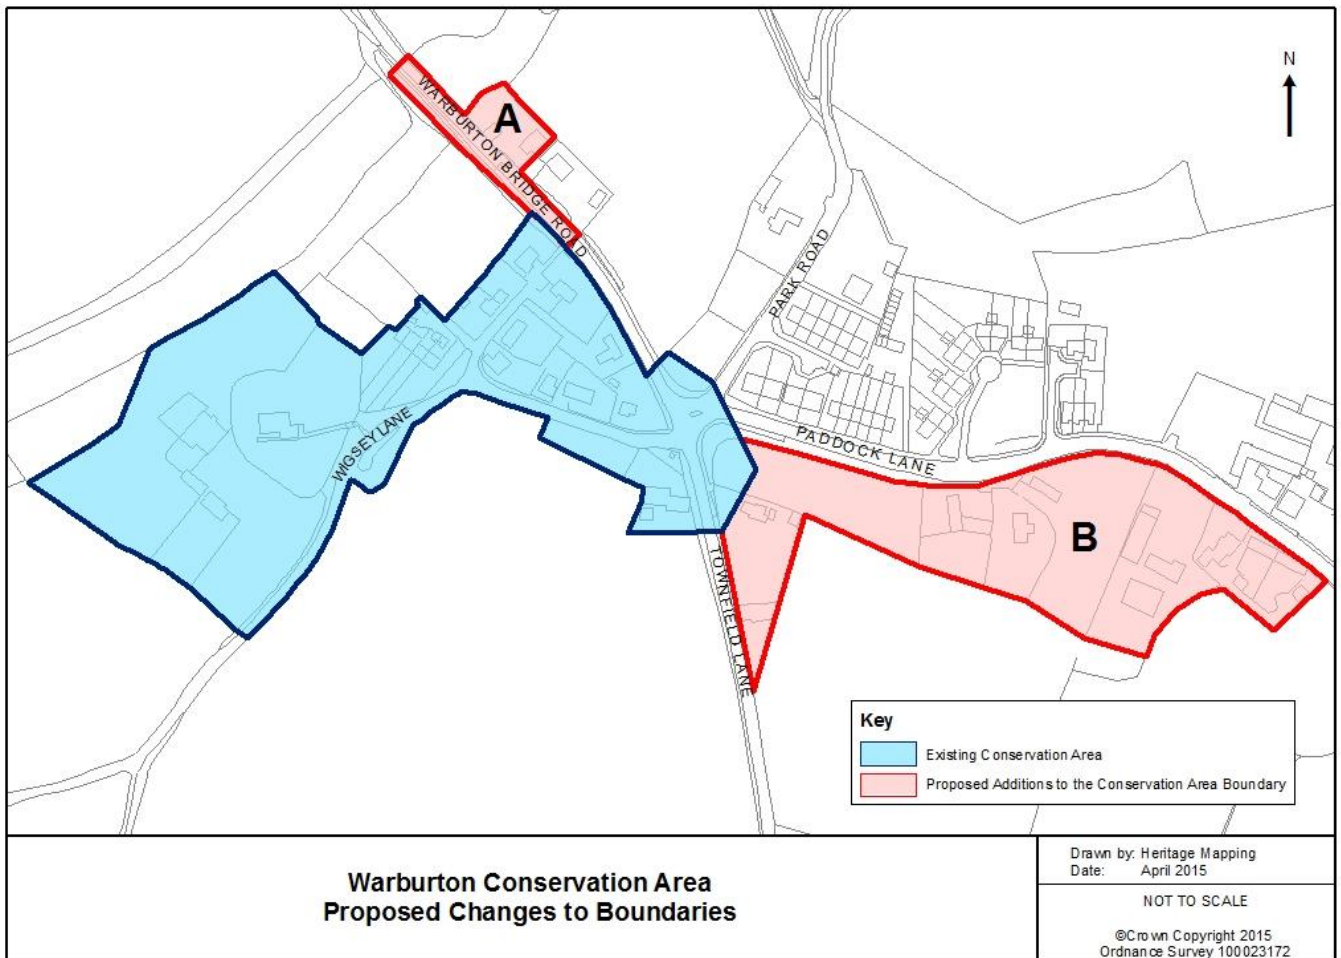 N
WARBURTON BRIDGE ROAD
A
PARK ROAD
WIGSEY LANE
PADDOCK LANE
B
TOWNFIELD LANE
Key
Existing Conservation Area
Proposed Additions to the Conservation Area Boundary
Warburton Conservation Area
Proposed Changes to Boundaries
Drawn by: Heritage Mapping
Date: April 2015
NOT TO SCALE
©Crown Copyright 2015
Ordnance Survey 100023172